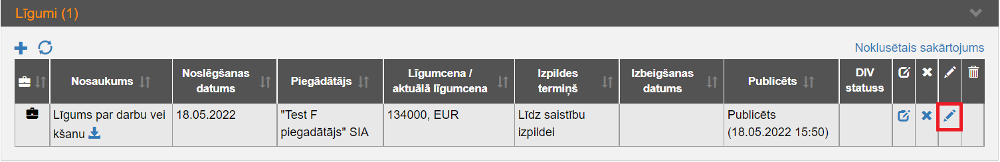 Līgumi (1)
Noklusētais sakārtojums
Nosaukums
Noslēgšanas
datums
Piegādātājs
Līgumcena /
aktuālā līgumcena
Izpildes
termiņš
Izbeigšanas
datums
Publicēts
DIV
statuss
Līgums par darbu vei
kšanu
18.05.2022
"Test F
piegādātājs" SIA
134000, EUR
Līdz saistību
izpildei
Publicēts
(18.05.2022 15:50)